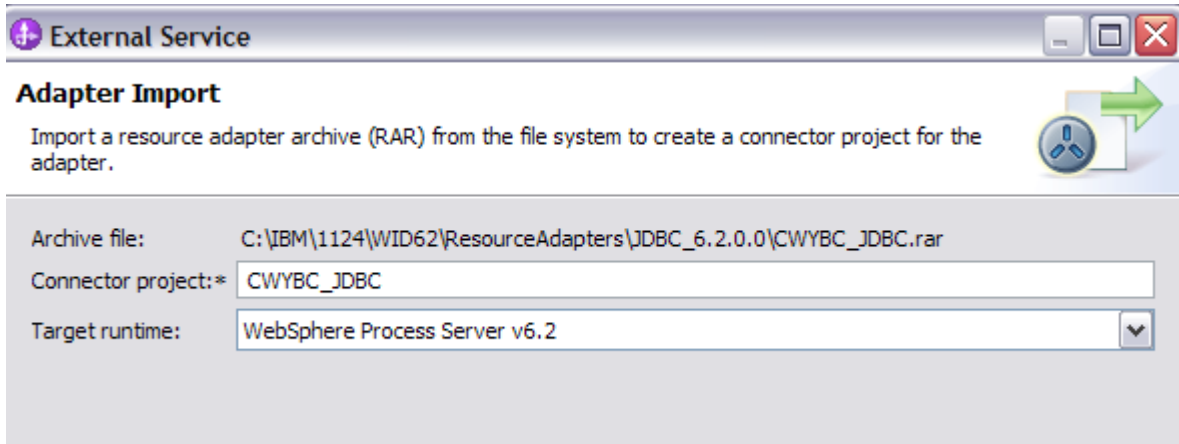 External Service
Adapter Import
Import a resource adapter archive (RAR) from the file system to create a connector project for the
adapter.
Archive file: C:\IBM\1124\WID62\ResourceAdapters\JDBC_6.2.0.0\CWYBC_JDBC.rar
Connector project:* CWYBC_JDBC
Target runtime: WebSphere Process Server v6.2